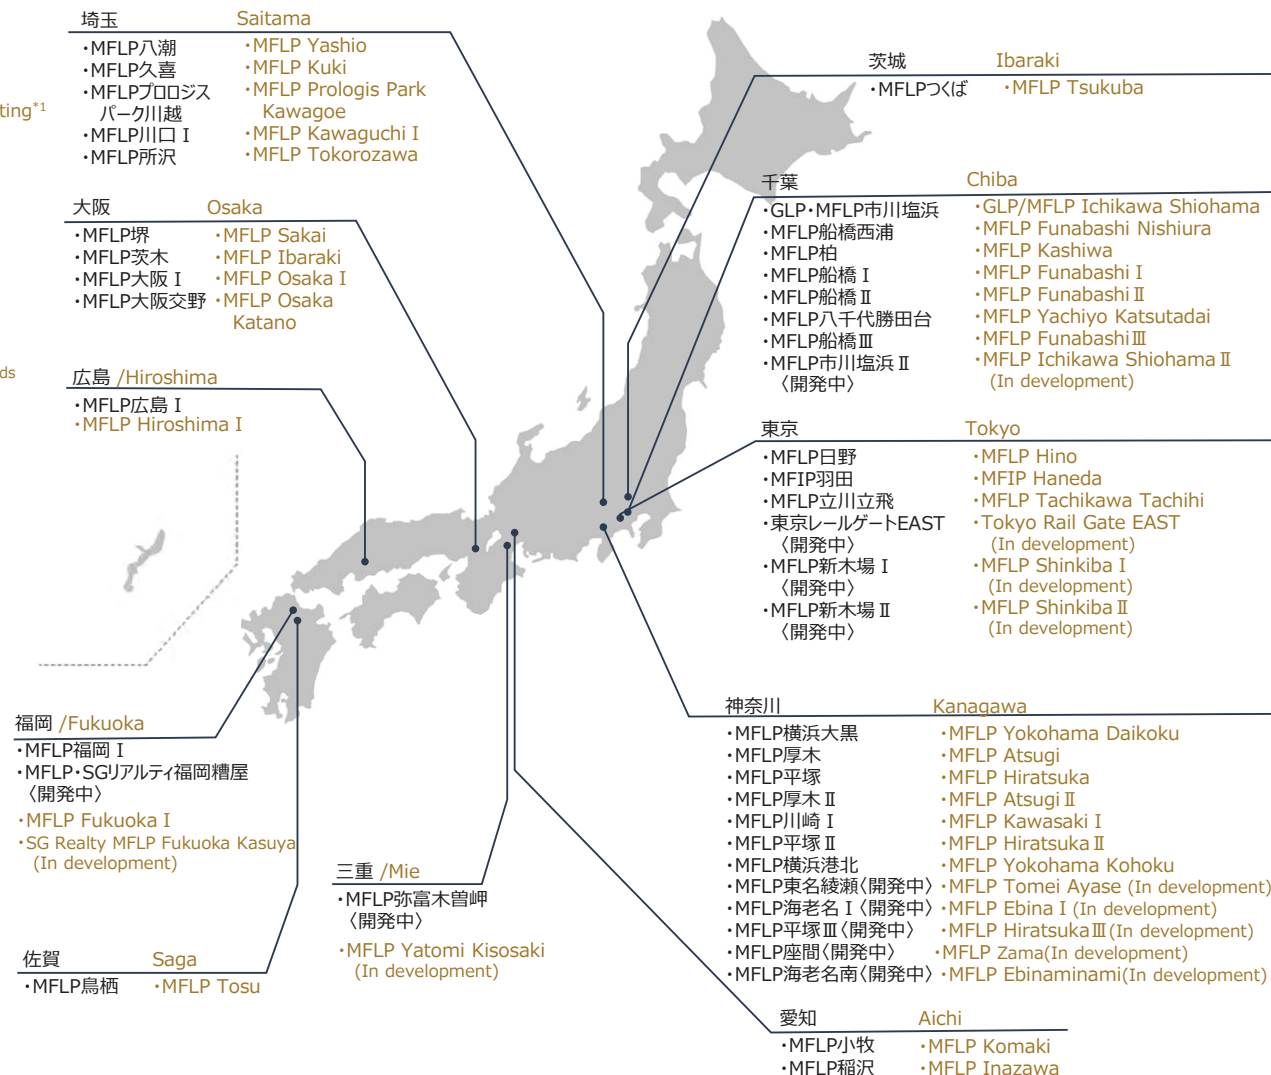 埼玉 Saitama
・MFLP八潮 ・MFLP Yashio
・MFLP久喜 ・MFLP Kuki
・MFLPプロロジス ・MFLP Prologis Park
パーク川越 Kawagoe
・MFLP川口Ⅰ ・MFLP Kawaguchi I
・MFLP所沢 ・MFLP Tokorozawa
ting*1
大阪 Osaka
・MFLP堺 ・MFLP Sakai
・MFLP茨木 ・MFLP Ibaraki
・MFLP大阪Ⅰ ・MFLP Osaka I
・MFLP大阪交野 ・MFLP Osaka
Katano
ds
広島 /Hiroshima
・MFLP広島Ⅰ
・MFLP Hiroshima I
福岡 /Fukuoka
・MFLP福岡Ⅰ
・MFLP・SGリアルティ福岡糟屋
〈開発中〉
・MFLP Fukuoka I
・SG Realty MFLP Fukuoka Kasuya
(In development)
佐賀 Saga
・MFLP鳥栖 ・MFLP Tosu
三重 /Mie
・MFLP弥富木曽岬
〈開発中〉
・MFLP Yatomi Kisosaki
(In development)
茨城 Ibaraki
・MFLPつくば ・MFLP Tsukuba
千葉 Chiba
・GLP・MFLP市川塩浜 ・GLP/MFLP Ichikawa Shiohama
・MFLP船橋西浦 ・MFLP Funabashi Nishiura
・MFLP柏 ・MFLP Kashiwa
・MFLP船橋Ⅰ ・MFLP Funabashi I
・MFLP船橋Ⅱ ・MFLP FunabashiⅡ
・MFLP八千代勝田台 ・MFLP Yachiyo Katsutadai
・MFLP船橋Ⅲ ・MFLP FunabashiⅢ
・MFLP市川塩浜Ⅱ ・MFLP Ichikawa ShiohamaⅡ
〈開発中〉 (In development)
東京 Tokyo
・MFLP日野 ・MFLP Hino
・MFIP羽田 ・MFIP Haneda
・MFLP立川立飛 ・MFLP Tachikawa Tachihi
・東京レールゲートEAST ・Tokyo Rail Gate EAST
〈開発中〉 (In development)
・MFLP新木場Ⅰ ・MFLP Shinkiba I
〈開発中〉 (In development)
・MFLP新木場Ⅱ ・MFLP ShinkibaⅡ
〈開発中〉 (In development)
神奈川 Kanagawa
・MFLP横浜大黒 ・MFLP Yokohama Daikoku
・MFLP厚木 ・MFLP Atsugi
・MFLP平塚 ・MFLP Hiratsuka
・MFLP厚木Ⅱ ・MFLP AtsugiⅡ
・MFLP川崎Ⅰ ・MFLP Kawasaki I
・MFLP平塚Ⅱ ・MFLP HiratsukaⅡ
・MFLP横浜港北 ・MFLP Yokohama Kohoku
・MFLP東名綾瀬〈開発中〉 ・MFLP Tomei Ayase (In development)
・MFLP海老名Ⅰ〈開発中〉 ・MFLP Ebina I (In development)
・MFLP平塚Ⅲ〈開発中〉 ・MFLP HiratsukaⅢ(In development)
・MFLP座間〈開発中〉 ・MFLP Zama(In development)
・MFLP海老名南〈開発中〉 ・MFLP Ebinaminami(In development)
愛知 Aichi
・MFLP小牧 ・MFLP Komaki
・MFLP稲沢 ・MFLP Inazawa